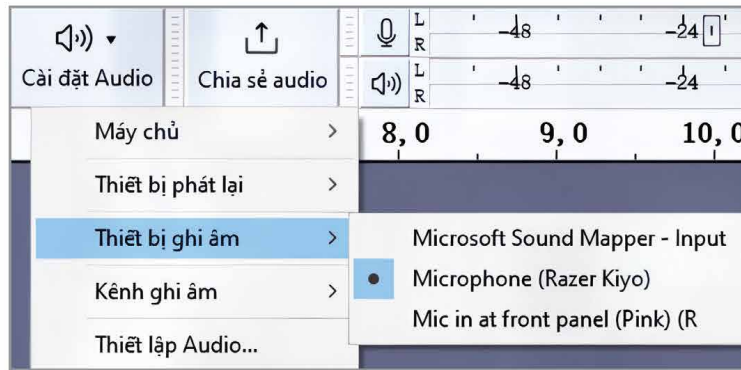 L
R
-48
-24
Cài đặt Audio
Chia sẻ audio
L
R
-48
-24
Máy chủ
8,0
9,0
10,0
Thiết bị phát lại
Thiết bị ghi âm
Microsoft Sound Mapper - Input
Microphone (Razer Kiyo)
Kênh ghi âm
Mic in at front panel (Pink) (R
Thiết lập Audio...